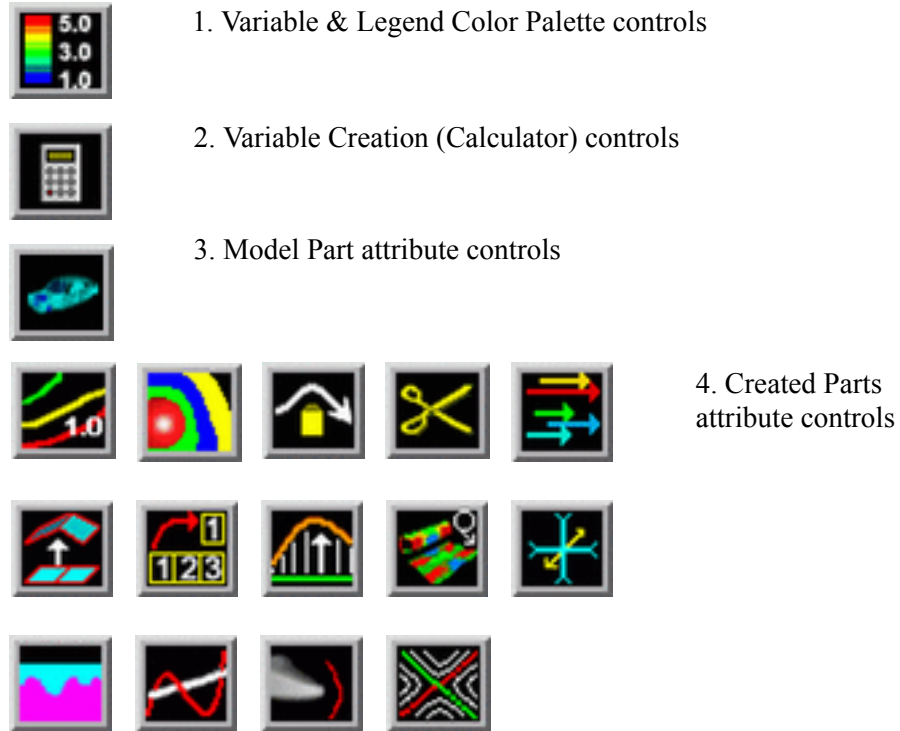 5.0
3.0
1.0
1. Variable & Legend Color Palette controls
2. Variable Creation (Calculator) controls
3. Model Part attribute controls
1.0
4. Created Parts
attribute controls
1
1 2 3